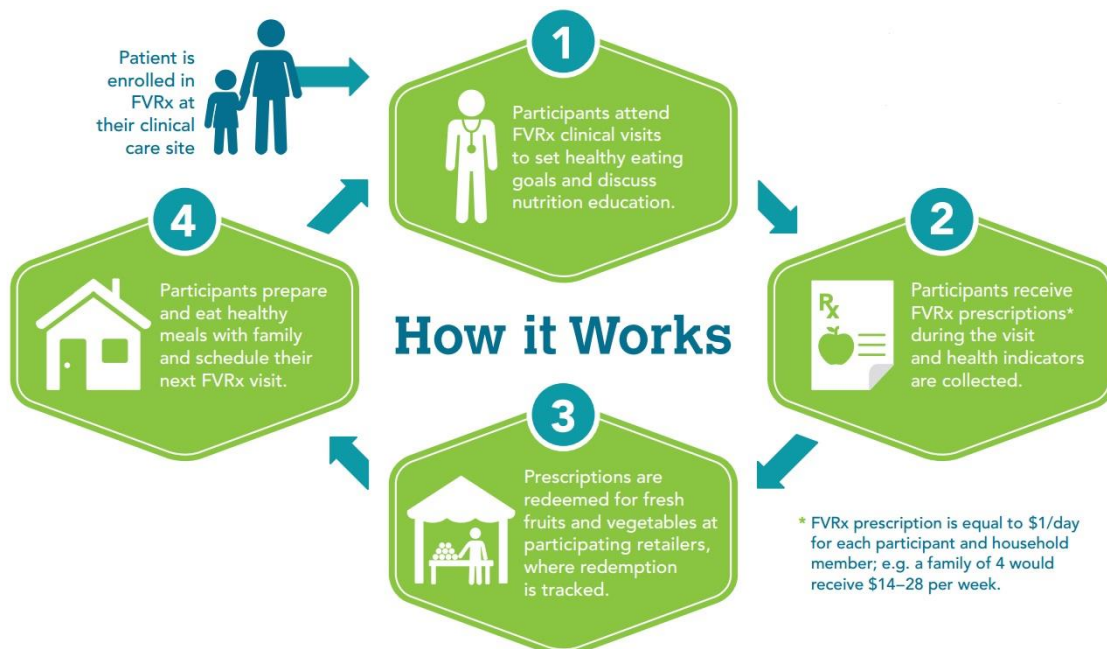 Patient is
enrolled in
FVRx at
their clinical
care site
1
Participants attend
FVRx clinical visits
to set healthy eating
goals and discuss
nutrition education.
2
Rx
Participants receive
FVRx prescriptions*
during the visit
and health indicators
are collected.
How it Works
3
Prescriptions are
redeemed for fresh
fruits and vegetables at
participating retailers,
where redemption
is tracked.
4
Participants prepare
and eat healthy
meals with family
and schedule their
next FVRx visit.
* FVRx prescription is equal to $1/day
for each participant and household
member; e.g. a family of 4 would
receive $14–28 per week.